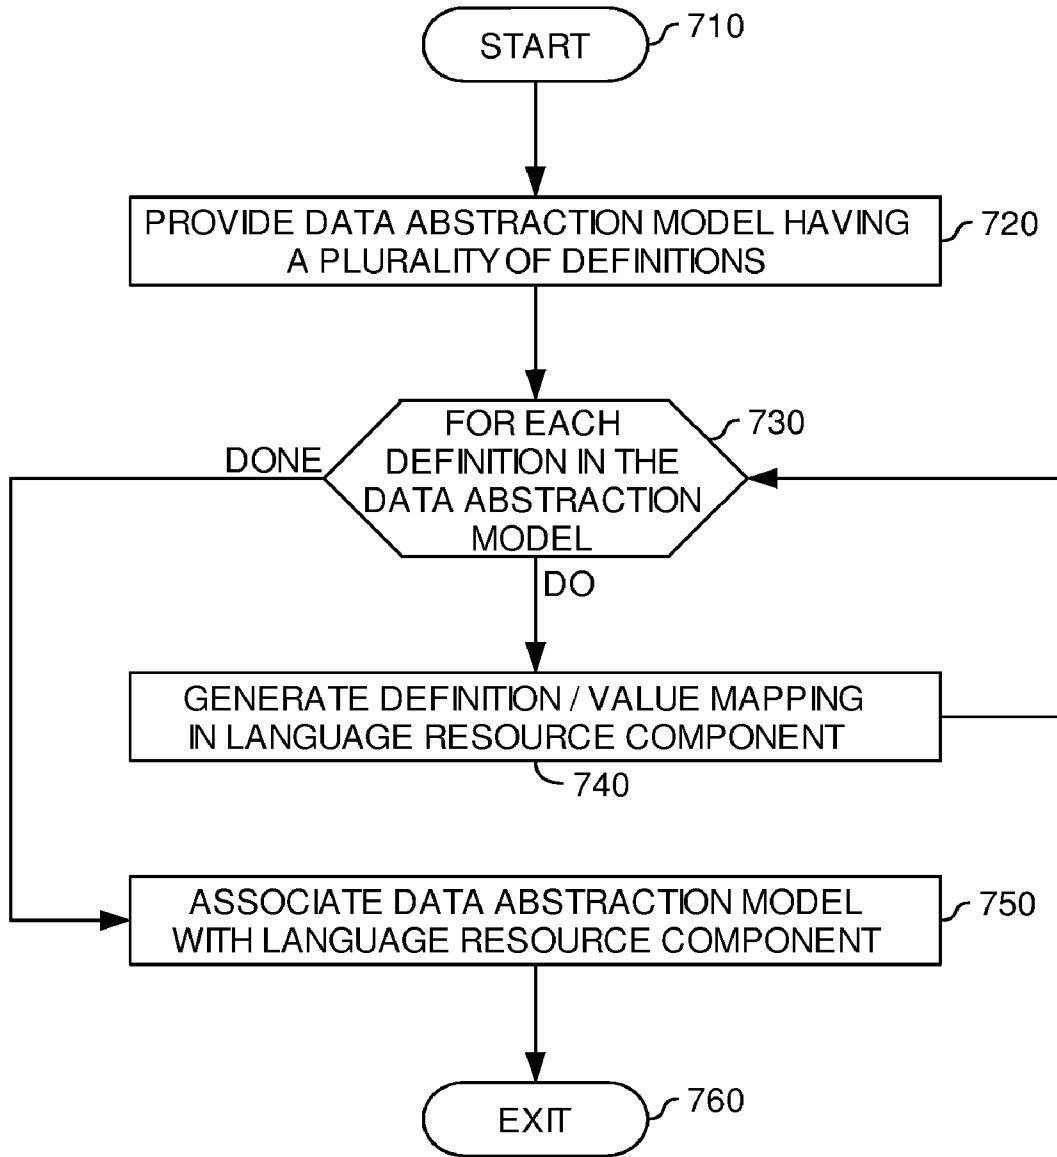 START
710
PROVIDE DATA ABSTRACTION MODEL HAVING
A PLURALITY OF DEFINITIONS
720
FOR EACH
DEFINITION IN THE
DATA ABSTRACTION
MODEL
730
DONE
DO
GENERATE DEFINITION / VALUE MAPPING
IN LANGUAGE RESOURCE COMPONENT
740
ASSOCIATE DATA ABSTRACTION MODEL
WITH LANGUAGE RESOURCE COMPONENT
750
EXIT
760